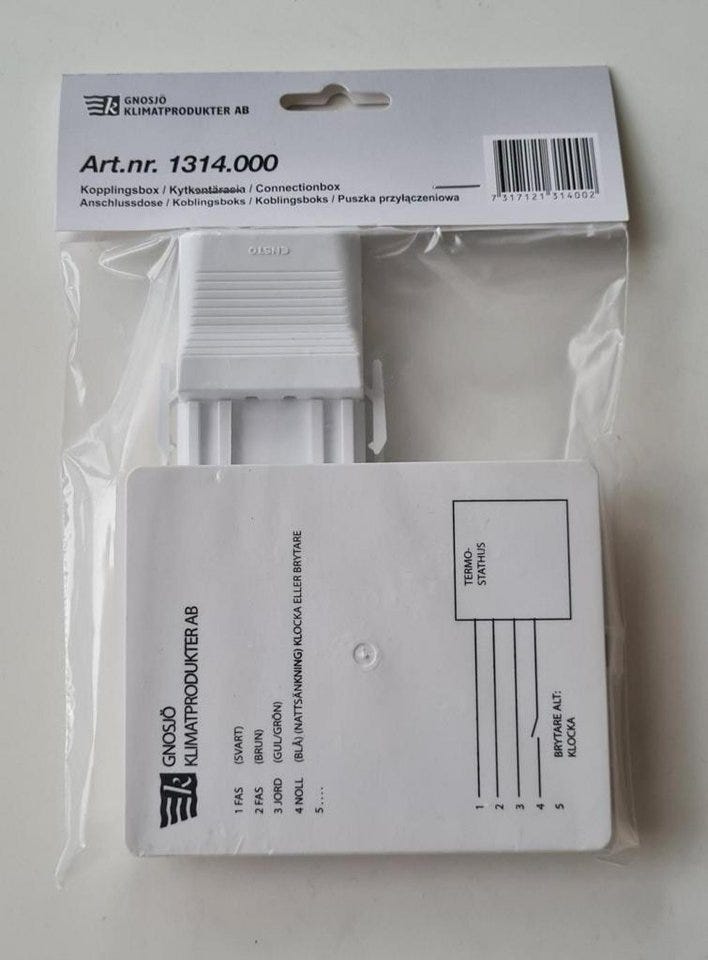 GNOSJÖ
KLIMATPRODUKTER AB
Art.nr. 1314.000
Kopplingsbox / Kytkentärasia / Connectionbox
Anschlussdose / Koblingsboks / Koblingsboks / Puszka przyłączeniowa
7 317121 314002
ENSTO
GNOSJÖ
KLIMATPRODUKTER AB
1 FAS (SVART)
2 FAS (BRUN)
3 JORD (GUL/GRÖN)
4 NOLL (BLÅ) (NATTSÄNKNING) KLOCKA ELLER BRYTARE
5 ....
TERMO-
STATHUS
1
2
3
4
5
BRYTARE ALT:
KLOCKA